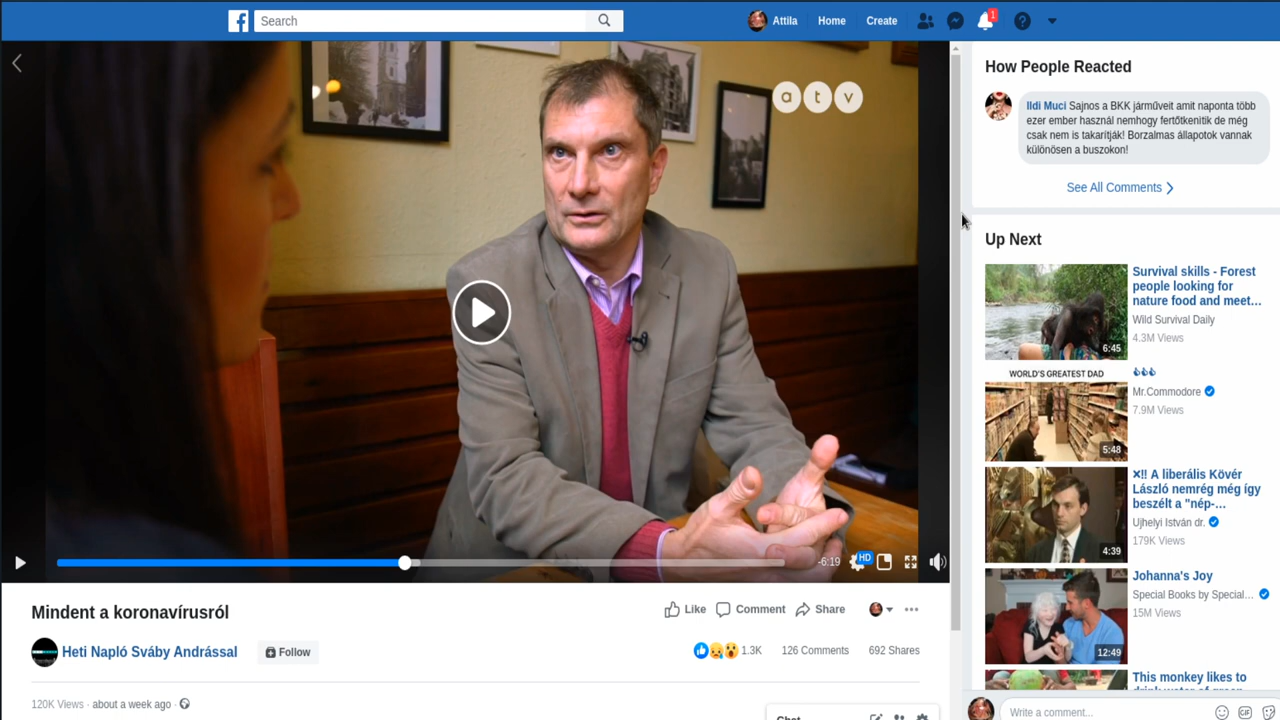 Search
Attila
Home
Create
1
a t v
-6:19
HD
Mindent a koronavírusról
Like
Comment
Share
Heti Napló Sváby Andrással
Follow
1.3K
126 Comments
692 Shares
120K Views · about a week ago ·
How People Reacted
Ildi Muci Sajnos a BKK járműveit amit naponta több
ezer ember használ nemhogy fertőtkenitik de még
csak nem is takarítják! Borzalmas állapotok vannak
különösen a buszokon!
See All Comments
Up Next
Survival skills - Forest
people looking for
nature food and meet…
Wild Survival Daily
4.3M Views
6:45
WORLD'S GREATEST DAD
Mr.Commodore
7.9M Views
5:48
×!! A liberális Kövér
László nemrég még így
beszélt a "nép-…
Ujhelyi István dr.
179K Views
4:39
Johanna's Joy
Special Books by Special…
15M Views
12:49
This monkey likes to
Write a comment...
GIF